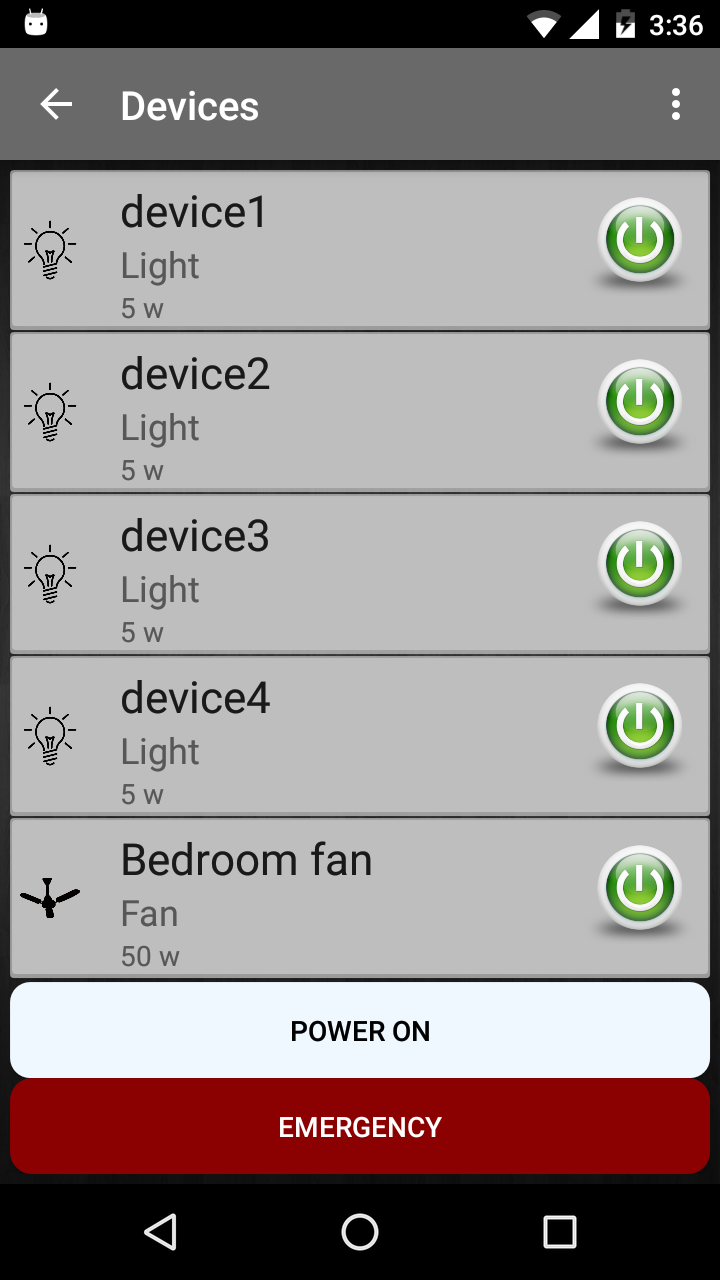 3:36
Devices
device1
Light
5 w
device2
Light
5 w
device3
Light
5 w
device4
Light
5 w
Bedroom fan
Fan
50 w
POWER ON
EMERGENCY